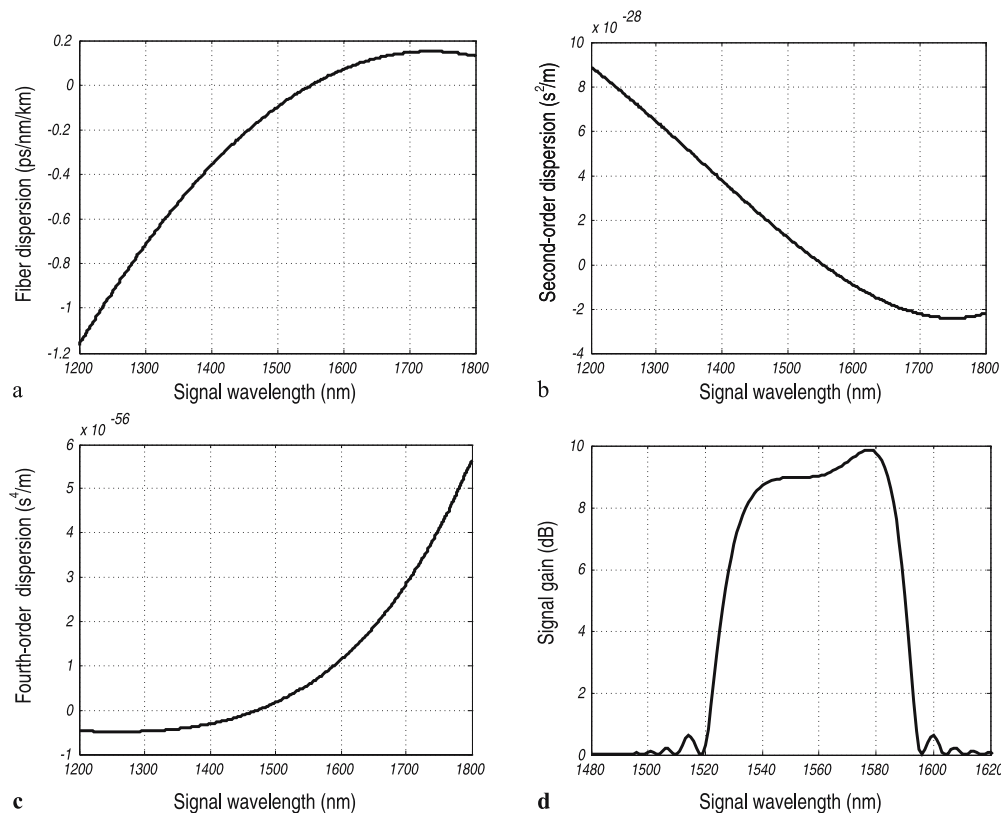 0.2
0
-0.2
-0.4
-0.6
-0.8
-1
-1.2
Fiber dispersion (ps/nm/km)
1200 1300 1400 1500 1600 1700 1800
Signal wavelength (nm)
a
x 10 -28
10
8
6
4
2
0
-2
-4
Second-order dispersion (s2/m)
1200 1300 1400 1500 1600 1700 1800
Signal wavelength (nm)
b
x 10 -56
6
5
4
3
2
1
0
-1
Fourth-order dispersion (s4/m)
1200 1300 1400 1500 1600 1700 1800
Signal wavelength (nm)
c
10
8
6
4
2
0
Signal gain (dB)
1480 1500 1520 1540 1560 1580 1600 1620
Signal wavelength (nm)
d